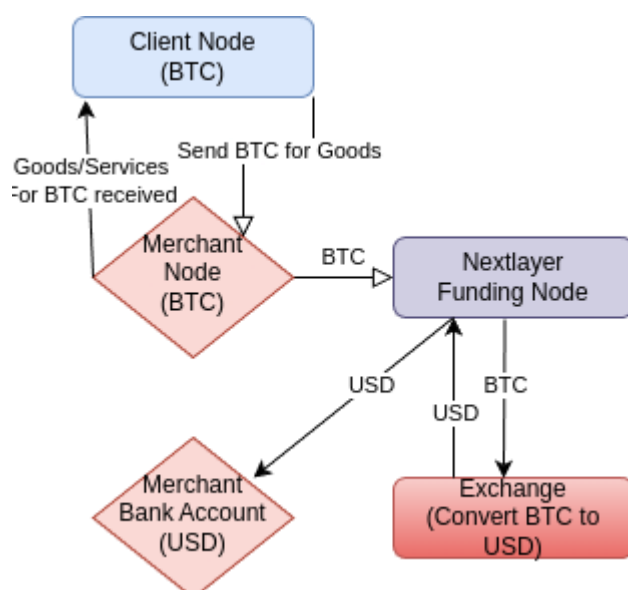 Client Node
(BTC)
Send BTC for Goods
Goods/Services
For BTC received
Merchant
Node
(BTC)
BTC
Nextlayer
Funding Node
USD
BTC
USD
Merchant
Bank Account
(USD)
Exchange
(Convert BTC to
USD)